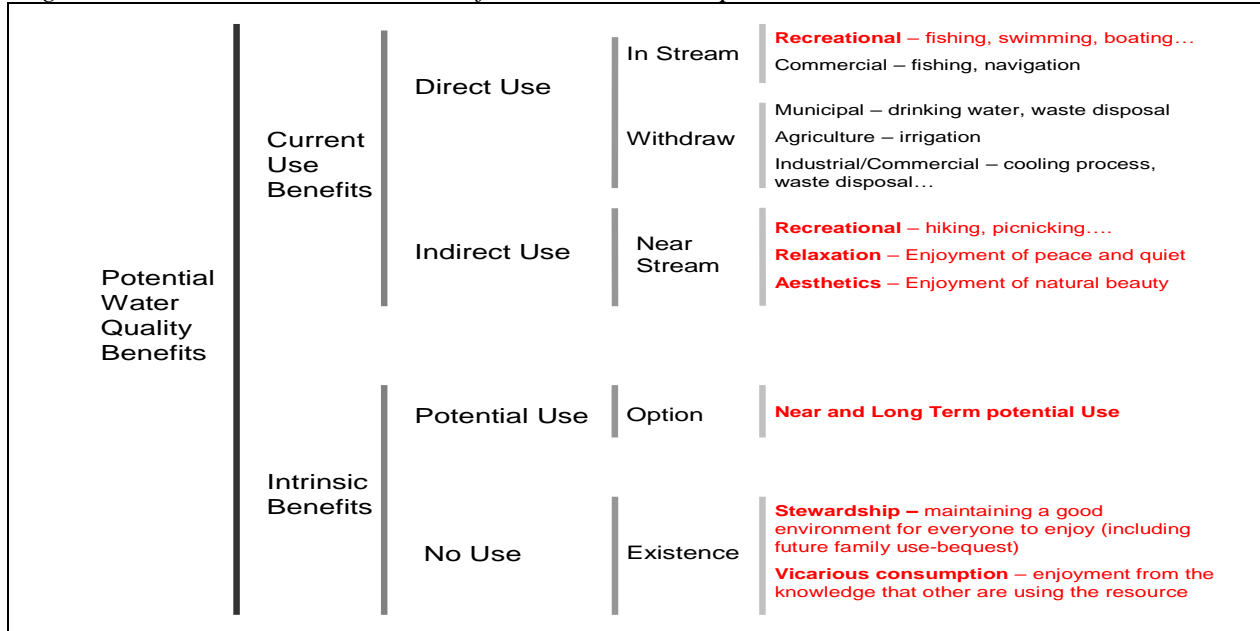 Potential
Water
Quality
Benefits
Current
Use
Benefits
Direct Use
In Stream
Recreational – fishing, swimming, boating…
Commercial – fishing, navigation
Withdraw
Municipal – drinking water, waste disposal
Agriculture – irrigation
Industrial/Commercial – cooling process,
waste disposal…
Indirect Use
Near
Stream
Recreational – hiking, picnicking….
Relaxation – Enjoyment of peace and quiet
Aesthetics – Enjoyment of natural beauty
Intrinsic
Benefits
Potential Use
Option
Near and Long Term potential Use
No Use
Existence
Stewardship – maintaining a good
environment for everyone to enjoy (including
future family use-bequest)
Vicarious consumption – enjoyment from the
knowledge that other are using the resource